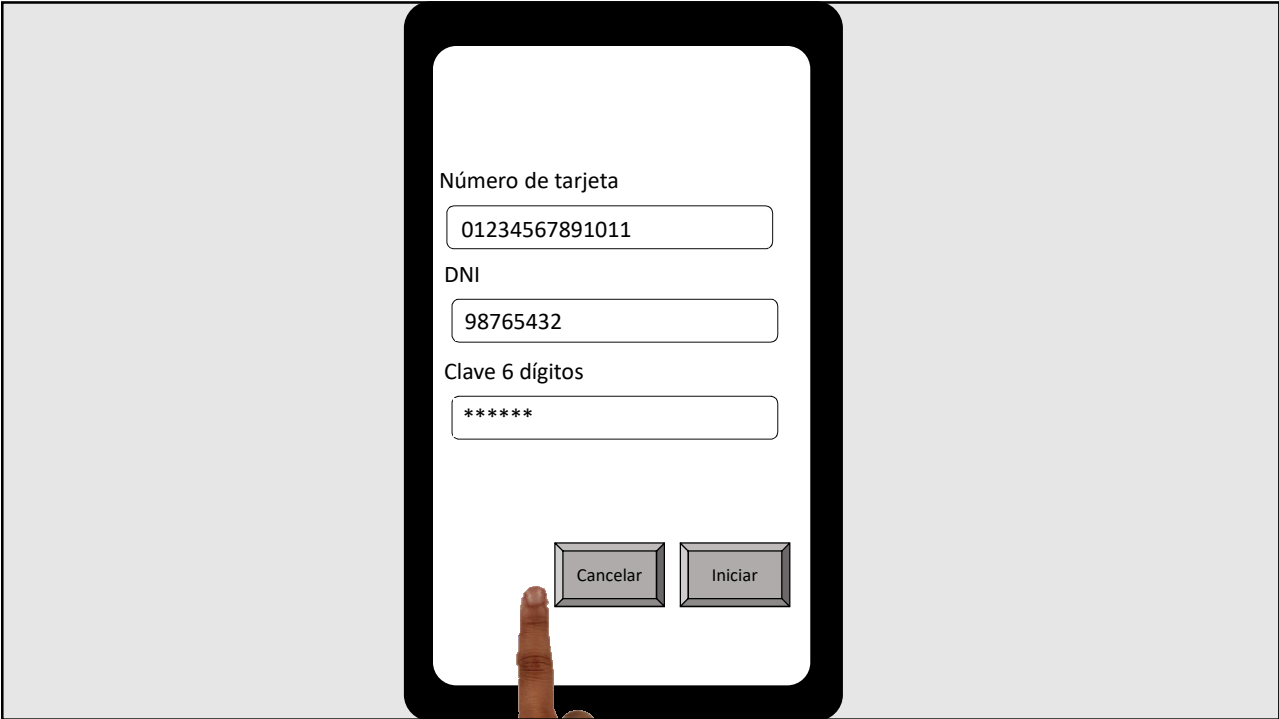 Número de tarjeta
01234567891011
DNI
98765432
Clave 6 dígitos
******
Cancelar
Iniciar